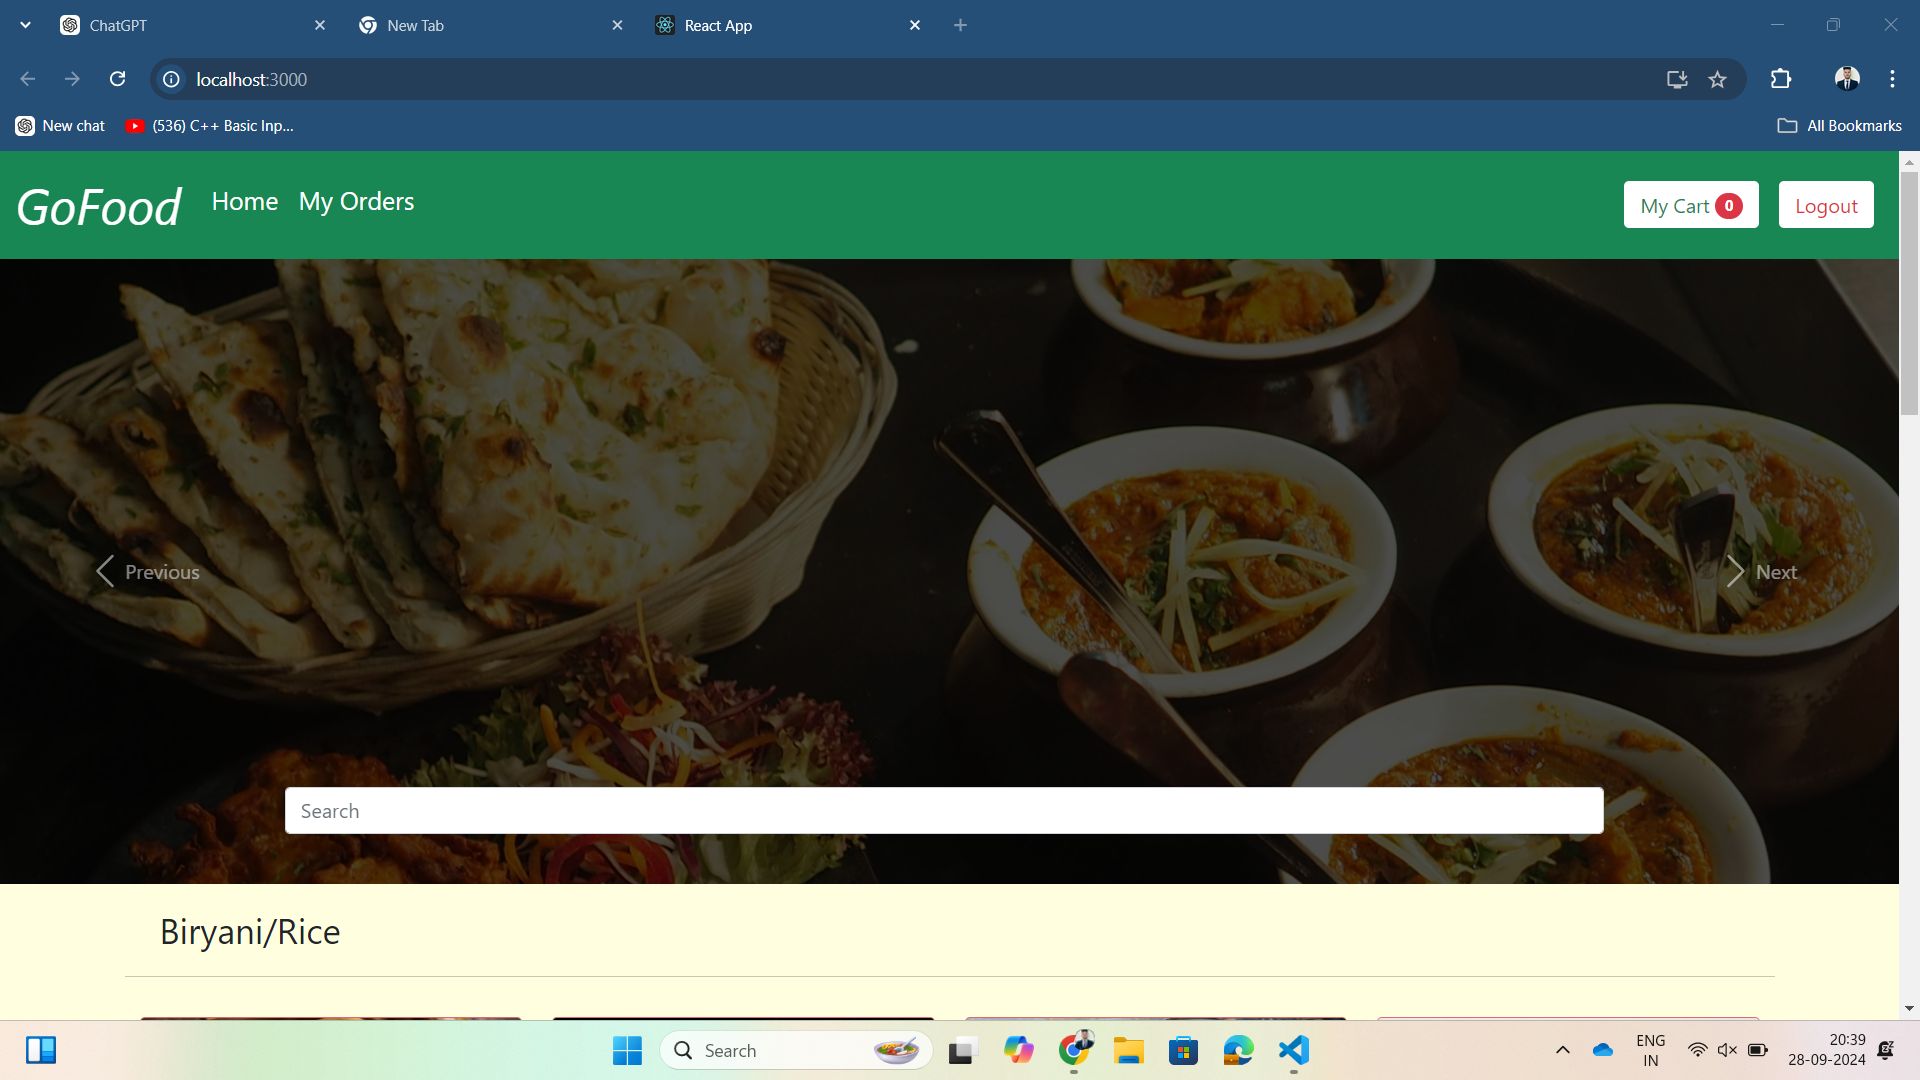 ChatGPT
New Tab
React App
localhost:3000
New chat
(536) C++ Basic Inp...
All Bookmarks
GoFood
Home
My Orders
My Cart 0
Logout
Previous
Next
Search
Biryani/Rice
Search
ENG
IN
20:39
28-09-2024